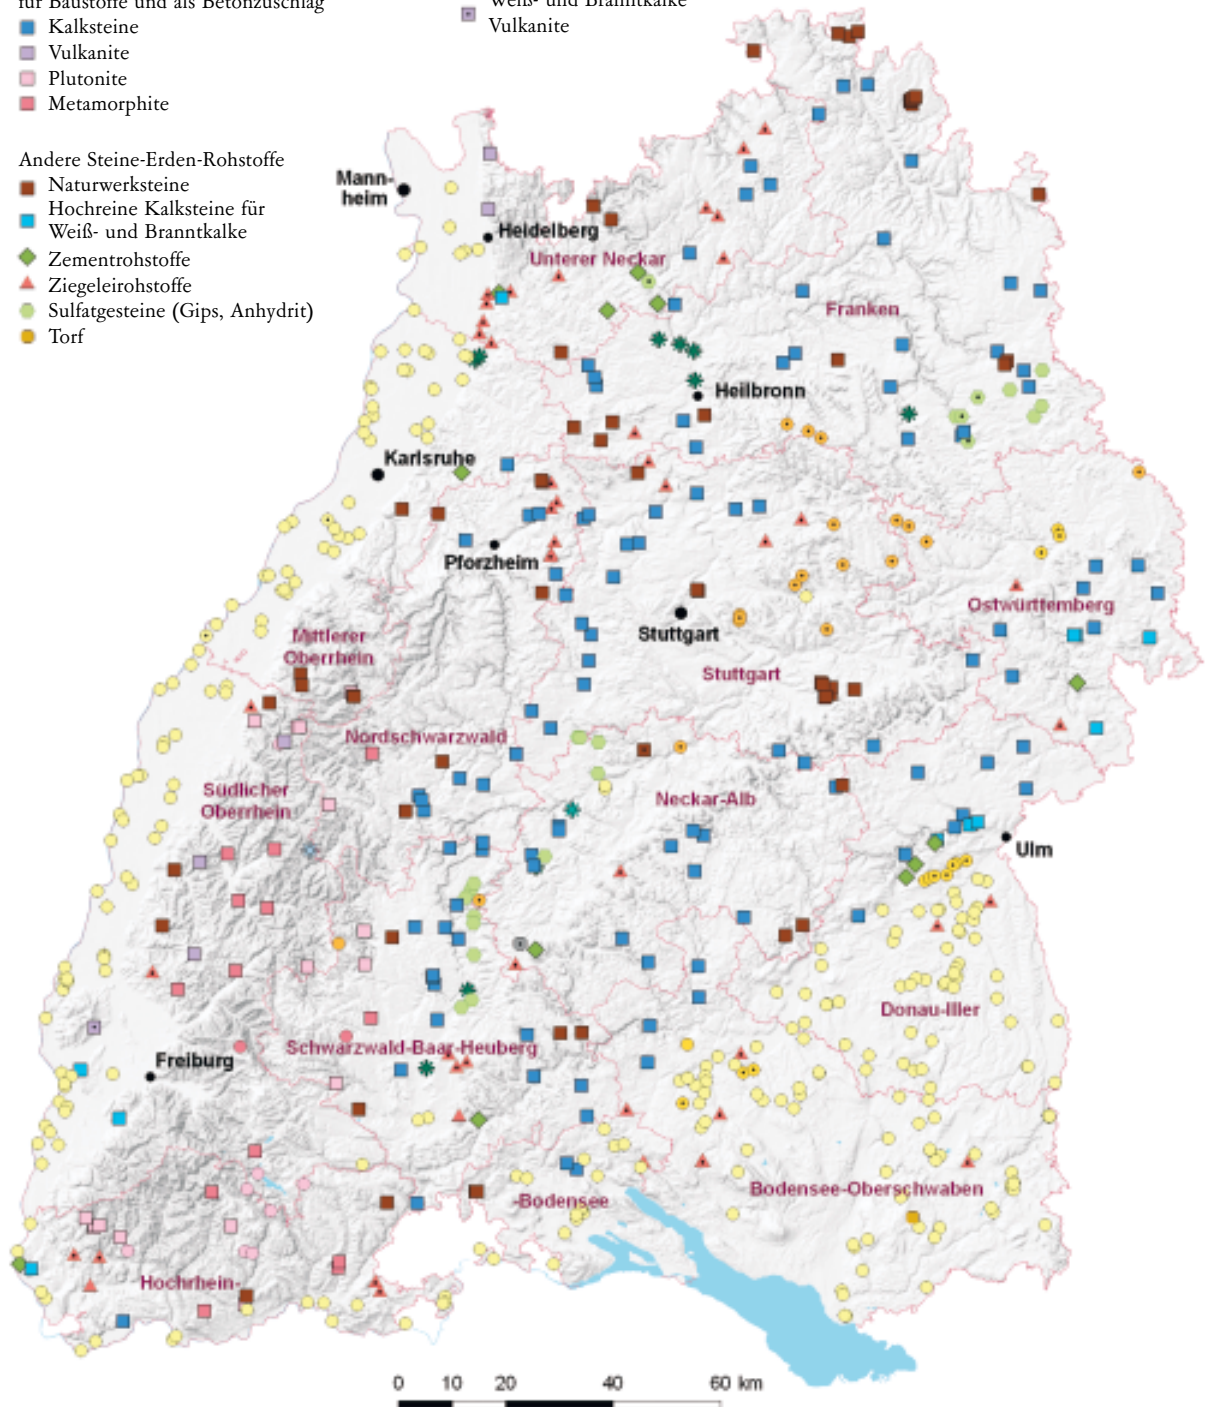 für Baustoffe und als Betonzuschlag
Kalksteine
Vulkanite
Plutonite
Metamorphite
Weiß- und Branntkalke
Vulkanite
Andere Steine-Erden-Rohstoffe
Naturwerksteine
Hochreine Kalksteine für
Weiß- und Branntkalke
Zementrohstoffe
Ziegeleirohstoffe
Sulfatgesteine (Gips, Anhydrit)
Torf
Mann-
heim
Heidelberg
Unterer Neckar
Franken
Heilbronn
Karlsruhe
Pforzheim
Ostwürttemberg
Stuttgart
Mittlerer
Oberrhein
Stuttgart
Nordschwarzwald
Südlicher
Oberrhein
Neckar-Alb
Ulm
Donau-Iller
Schwarzwald-Baar-Heuberg
Freiburg
Bodensee-Oberschwaben
-Bodensee
Hochrhein-
0 10 20 40 60 km